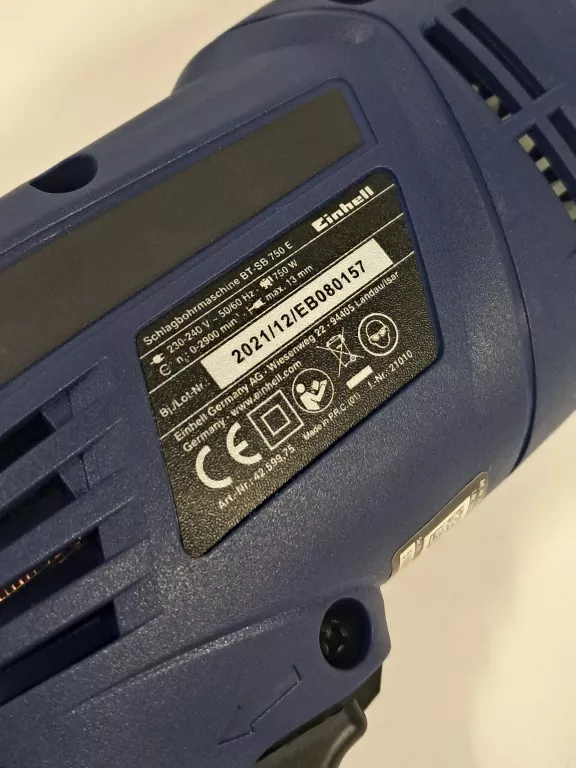 Einhell
Schlagbohrmaschine BT-SB 750 E
230-240 V ~ 50/60 Hz 750 W
n₀: 0-2900 min⁻¹ max. 13 mm
Bj./Lot-Nr. 2021/12/EB080157
Einhell Germany AG · Wiesenweg 22 · 94405 Landau/Isar
Germany · www.einhell.com
CE
Made in P.R.C. (01) I.-Nr.: 21010
Art.-Nr.: 42.598.75